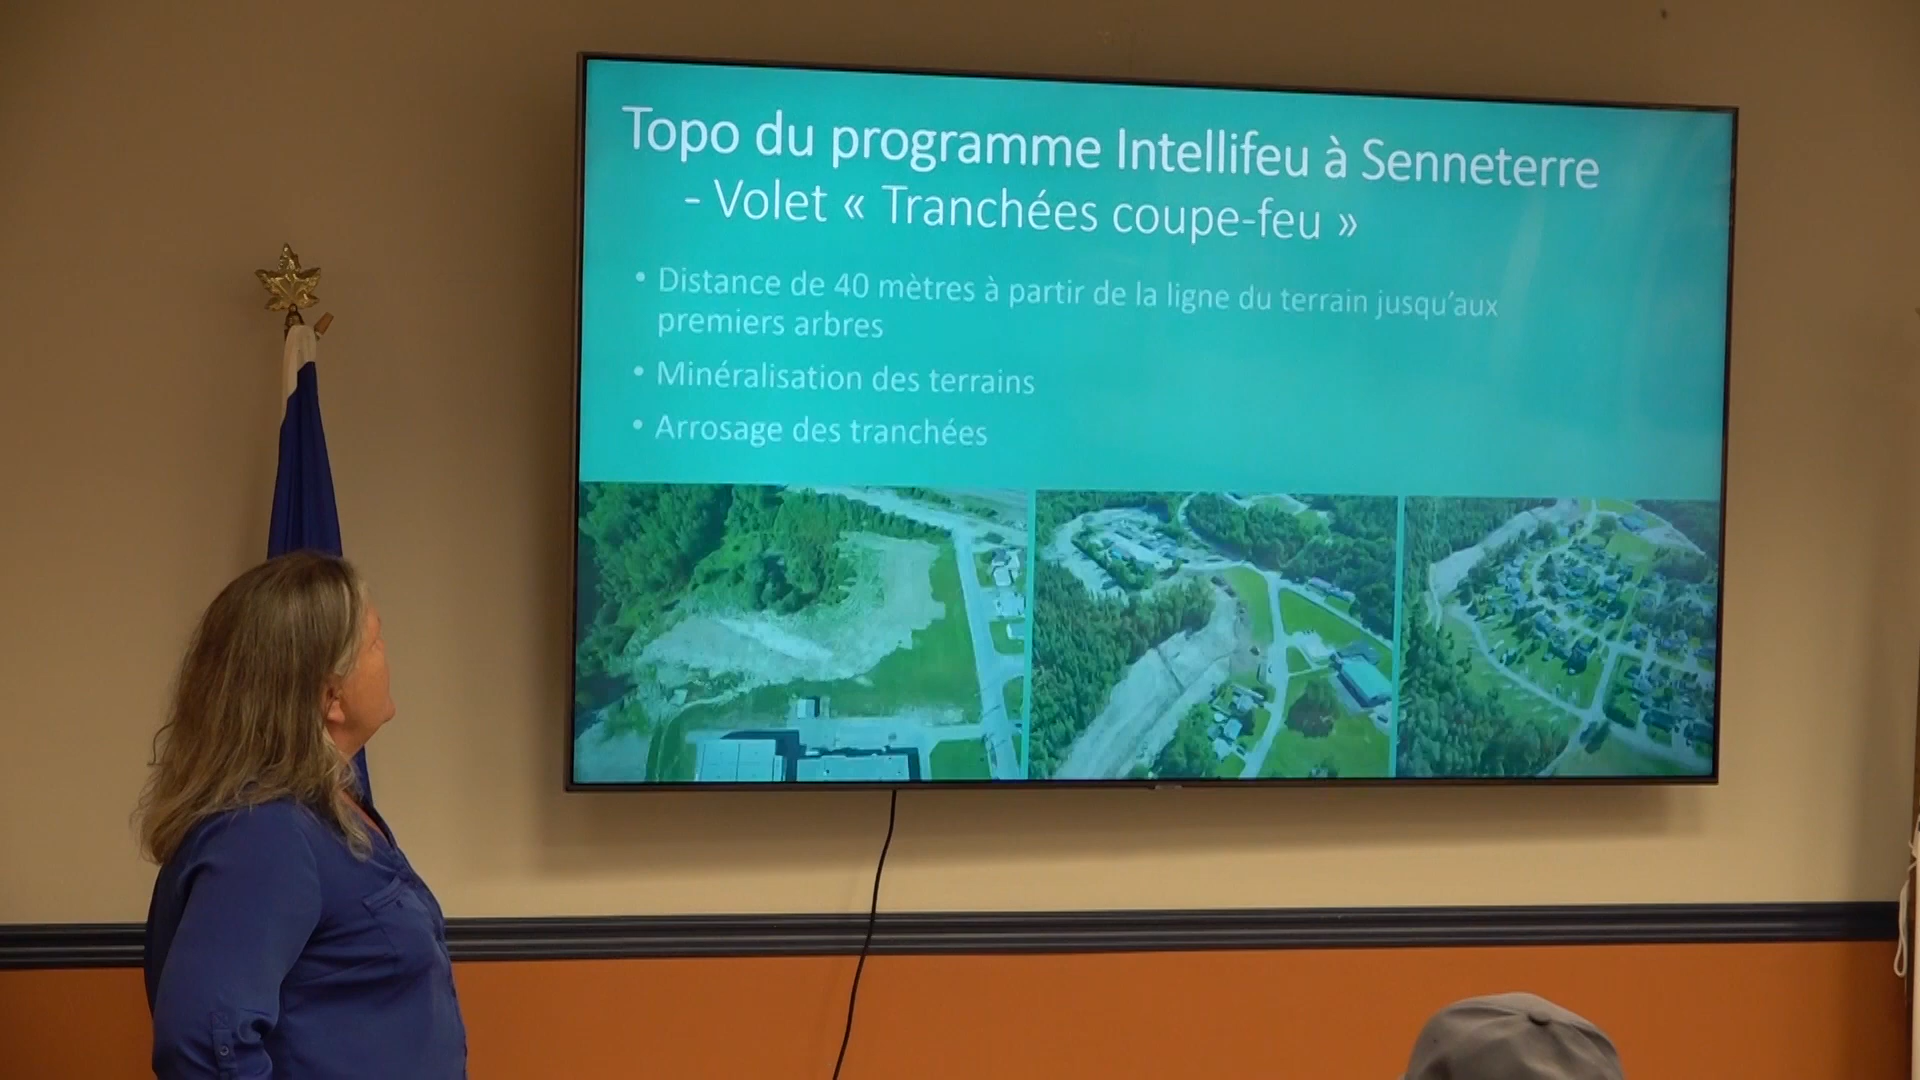 Topo du programme Intellifeu à Senneterre
- Volet « Tranchées coupe-feu »
• Distance de 40 mètres à partir de la ligne du terrain jusqu'aux
premiers arbres
• Minéralisation des terrains
• Arrosage des tranchées